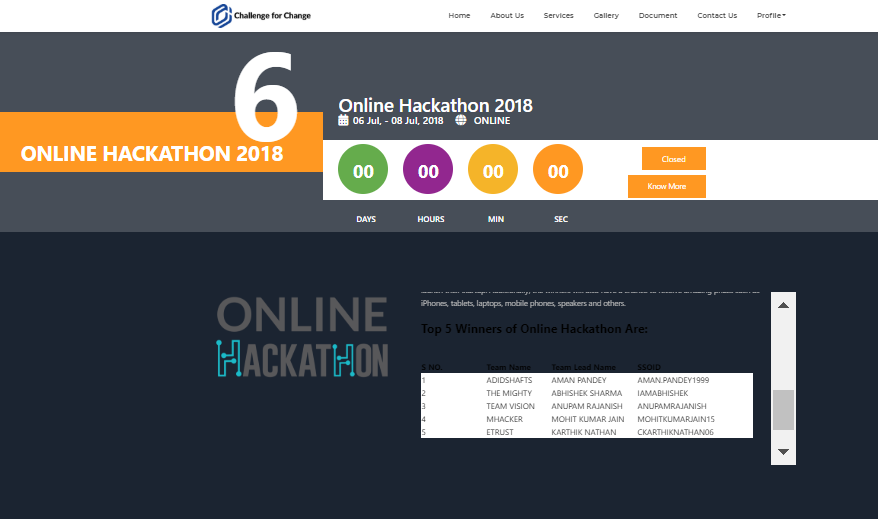 Challenge for Change
Home About Us Services Gallery Document Contact Us Profile
6
ONLINE HACKATHON 2018
Online Hackathon 2018
06 Jul, - 08 Jul, 2018 ONLINE
00 00 00 00
DAYS HOURS MIN SEC
Closed
Know More
ONLINE
HACKATHON
iPhones, tablets, laptops, mobile phones, speakers and others.
Top 5 Winners of Online Hackathon Are:
S NO. Team Name Team Lead Name SSOID
1 ADIDSHAFTS AMAN PANDEY AMAN.PANDEY1999
2 THE MIGHTY ABHISHEK SHARMA IAMABHISHEK
3 TEAM VISION ANUPAM RAJANISH ANUPAMRAJANISH
4 MHACKER MOHIT KUMAR JAIN MOHITKUMARJAIN15
5 ETRUST KARTHIK NATHAN CKARTHIKNATHAN06